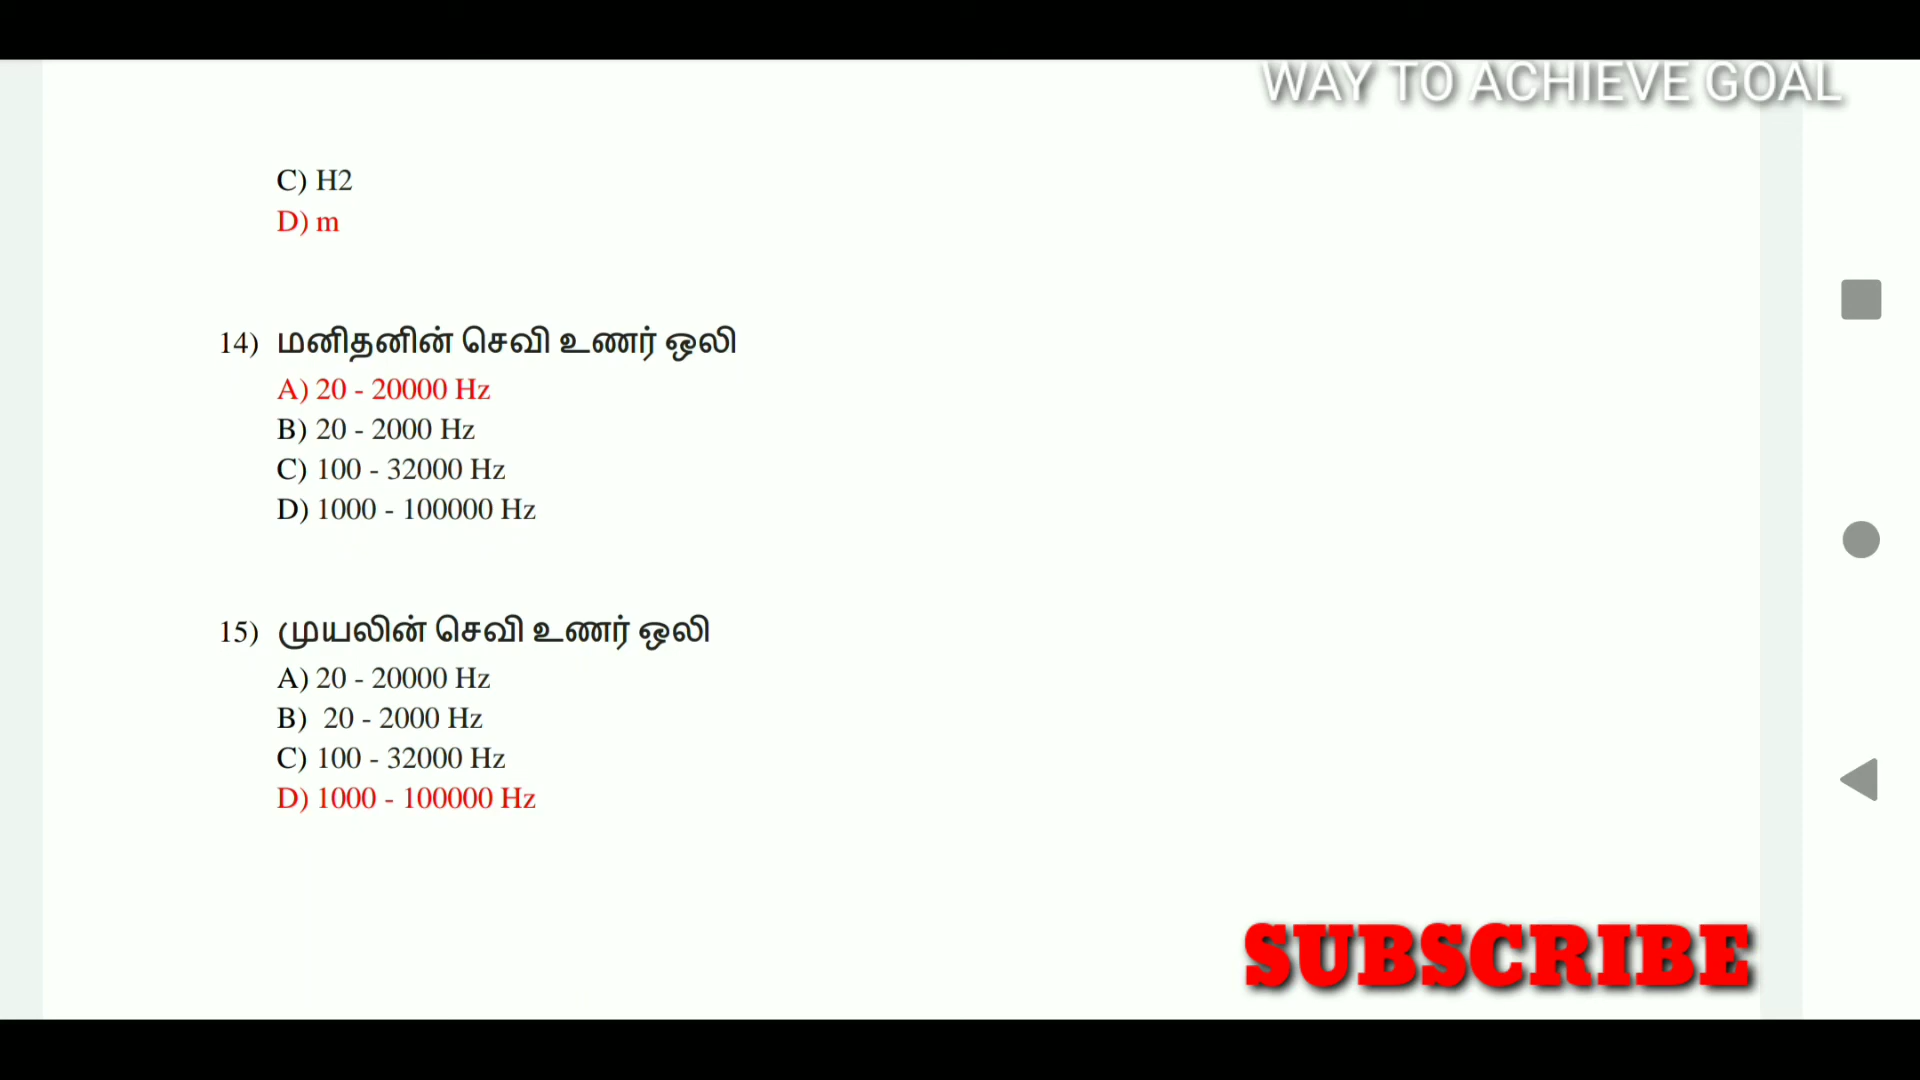 WAY TO ACHIEVE GOAL
C) H2
D) m
14) மனிதனின் செவி உணர் ஒலி
A) 20 - 20000 Hz
B) 20 - 2000 Hz
C) 100 - 32000 Hz
D) 1000 - 100000 Hz
15) முயலின் செவி உணர் ஒலி
A) 20 - 20000 Hz
B) 20 - 2000 Hz
C) 100 - 32000 Hz
D) 1000 - 100000 Hz
SUBSCRIBE